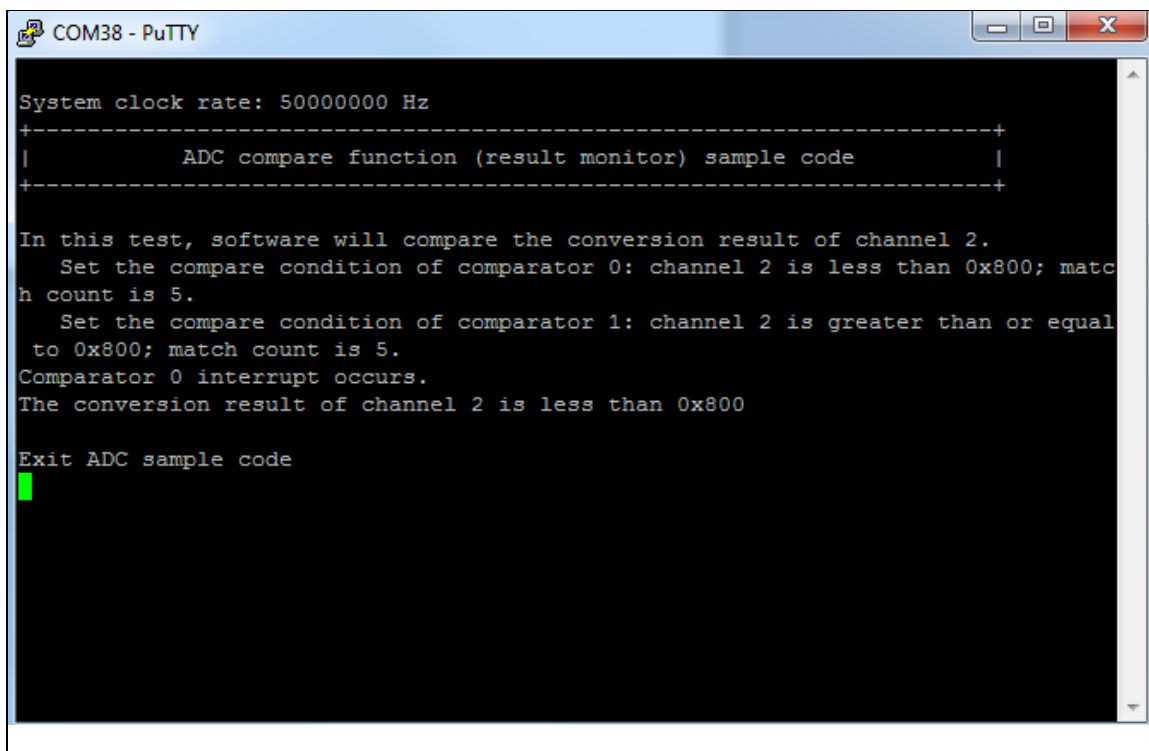 COM38 - PuTTY
System clock rate: 50000000 Hz
+----------------------------------------------------------------------+
|           ADC compare function (result monitor) sample code          |
+----------------------------------------------------------------------+
In this test, software will compare the conversion result of channel 2.
   Set the compare condition of comparator 0: channel 2 is less than 0x800; matc
h count is 5.
   Set the compare condition of comparator 1: channel 2 is greater than or equal
 to 0x800; match count is 5.
Comparator 0 interrupt occurs.
The conversion result of channel 2 is less than 0x800
Exit ADC sample code